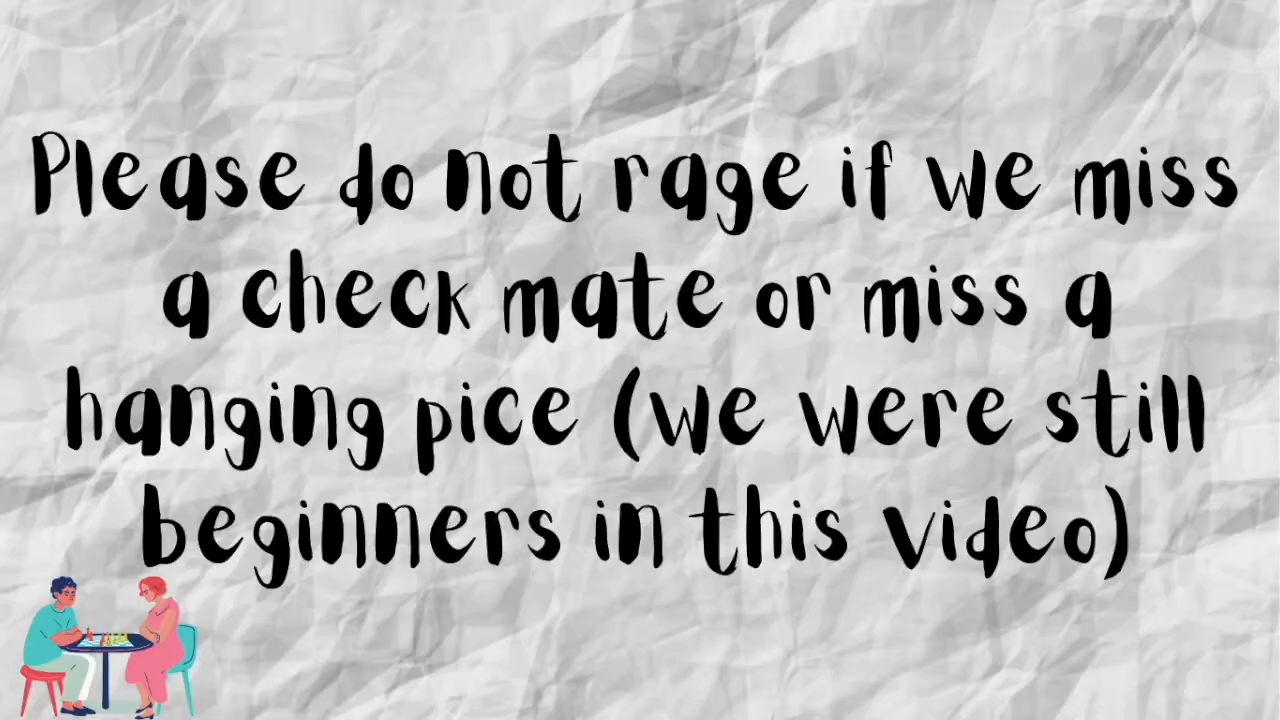 Please do not rage if we miss
a check mate or miss a
hanging pice (we were still
beginners in this video)